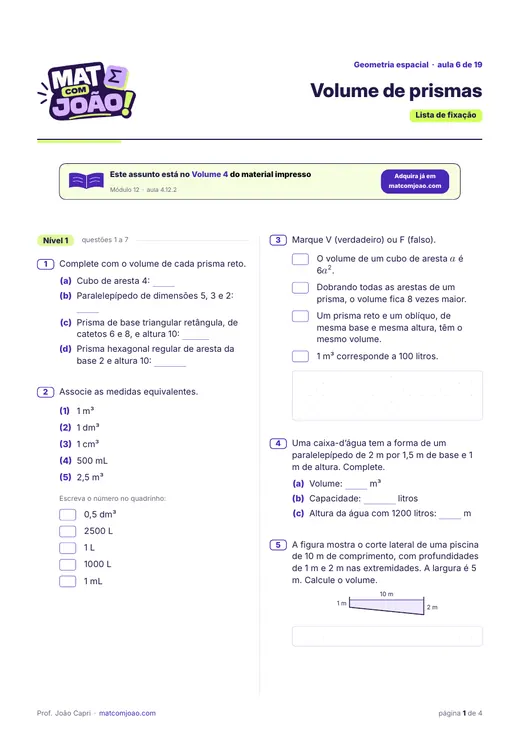 MAT Σ
COM
JOÃO!
Geometria espacial · aula 6 de 19
Volume de prismas
Lista de fixação
Este assunto está no Volume 4 do material impresso
Módulo 12 · aula 4.12.2
Adquira já em
matcomjoao.com
Nível 1 questões 1 a 7
1 Complete com o volume de cada prisma reto.
(a) Cubo de aresta 4: ____
(b) Paralelepípedo de dimensões 5, 3 e 2:
____
(c) Prisma de base triangular retângula, de
catetos 6 e 8, e altura 10: ____
(d) Prisma hexagonal regular de aresta da
base 2 e altura 10: ____
2 Associe as medidas equivalentes.
(1) 1 m³
(2) 1 dm³
(3) 1 cm³
(4) 500 mL
(5) 2,5 m³
Escreva o número no quadrinho:
0,5 dm³
2500 L
1 L
1000 L
1 mL
3 Marque V (verdadeiro) ou F (falso).
O volume de um cubo de aresta a é
6a².
Dobrando todas as arestas de um
prisma, o volume fica 8 vezes maior.
Um prisma reto e um oblíquo, de
mesma base e mesma altura, têm o
mesmo volume.
1 m³ corresponde a 100 litros.
4 Uma caixa-d'água tem a forma de um
paralelepípedo de 2 m por 1,5 m de base e 1
m de altura. Complete.
(a) Volume: ____ m³
(b) Capacidade: ____ litros
(c) Altura da água com 1200 litros: ____ m
5 A figura mostra o corte lateral de uma piscina
de 10 m de comprimento, com profundidades
de 1 m e 2 m nas extremidades. A largura é 5
m. Calcule o volume.
10 m
1 m
2 m
Prof. João Capri · matcomjoao.com
página 1 de 4